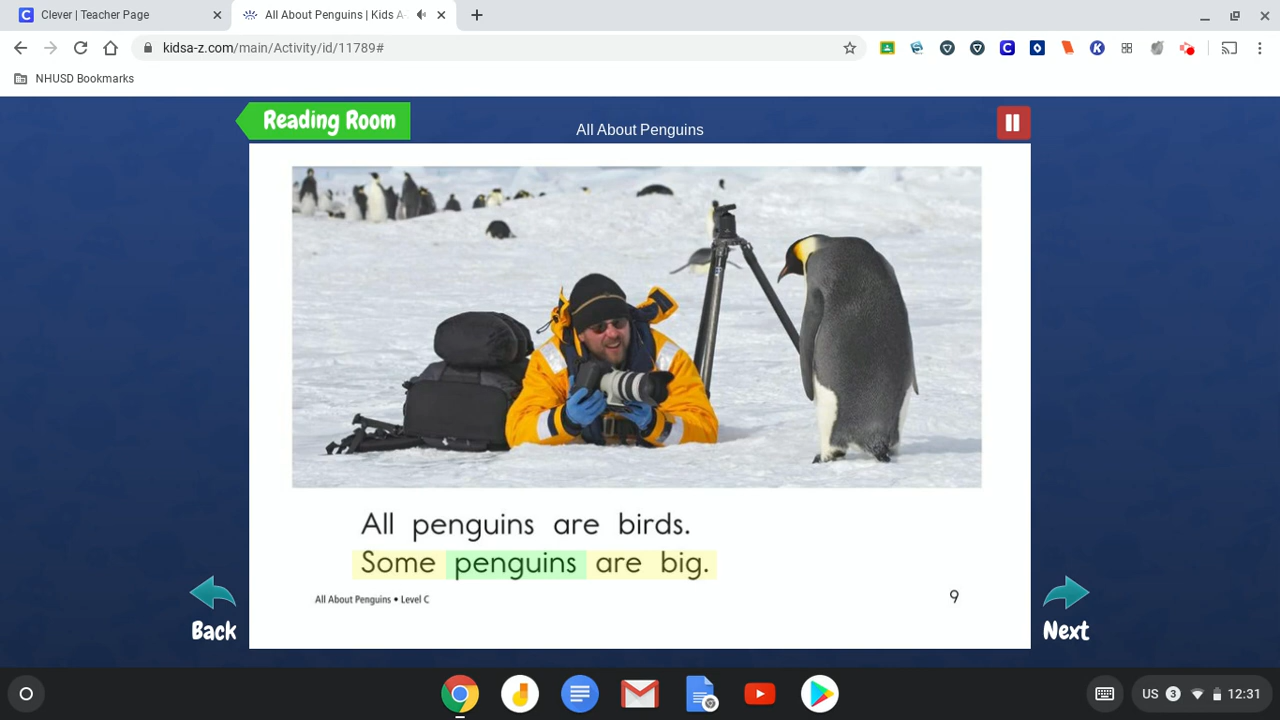 Clever | Teacher Page
All About Penguins | Kids A-
kidsa-z.com/main/Activity/id/11789#
NHUSD Bookmarks
Reading Room
All About Penguins
All penguins are birds.
Some penguins are big.
All About Penguins • Level C
9
Back
Next
US 3 12:31